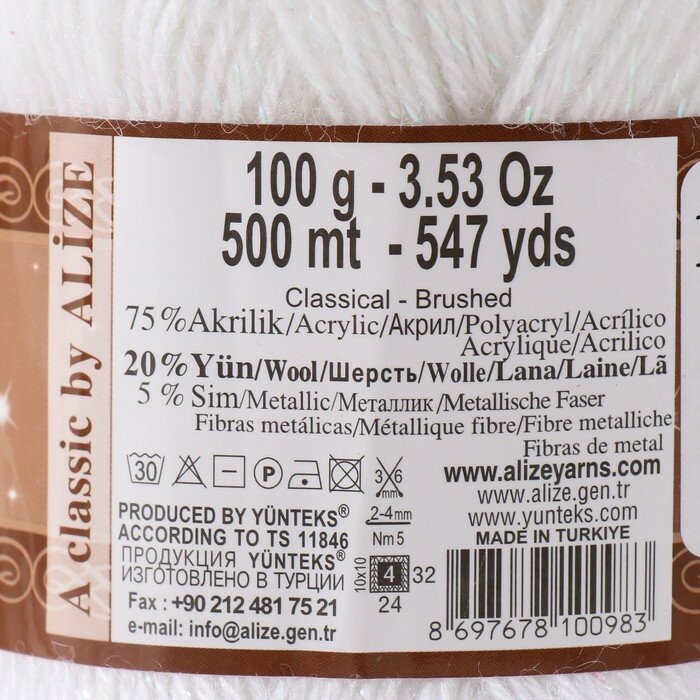 A classic by ALİZE
100 g - 3.53 Oz
500 mt - 547 yds
Classical - Brushed
75 %Akrilik/Acrylic/Акрил/Polyacryl/Acrílico
Acrylique/Acrilico
20 % Yün/Wool/Шерсть/Wolle/Lana/Laine/Lã
5 % Sim/Metallic/Металлик/Metallische Faser
Fibras metálicas/Métallique fibre/Fibre metalliche
Fibras de metal
30 P
3 6
mm
2-4mm
Nm 5
www.alizeyarns.com
www.alize.gen.tr
www.yunteks.com
MADE IN TURKIYE
PRODUCED BY YÜNTEKS®
ACCORDING TO TS 11846
ПРОДУКЦИЯ YÜNTEKS®
ИЗГОТОВЛЕНО В ТУРЦИИ
Fax : +90 212 481 75 21
e-mail: info@alize.gen.tr
10x10
4 32
24
8 697678 100983